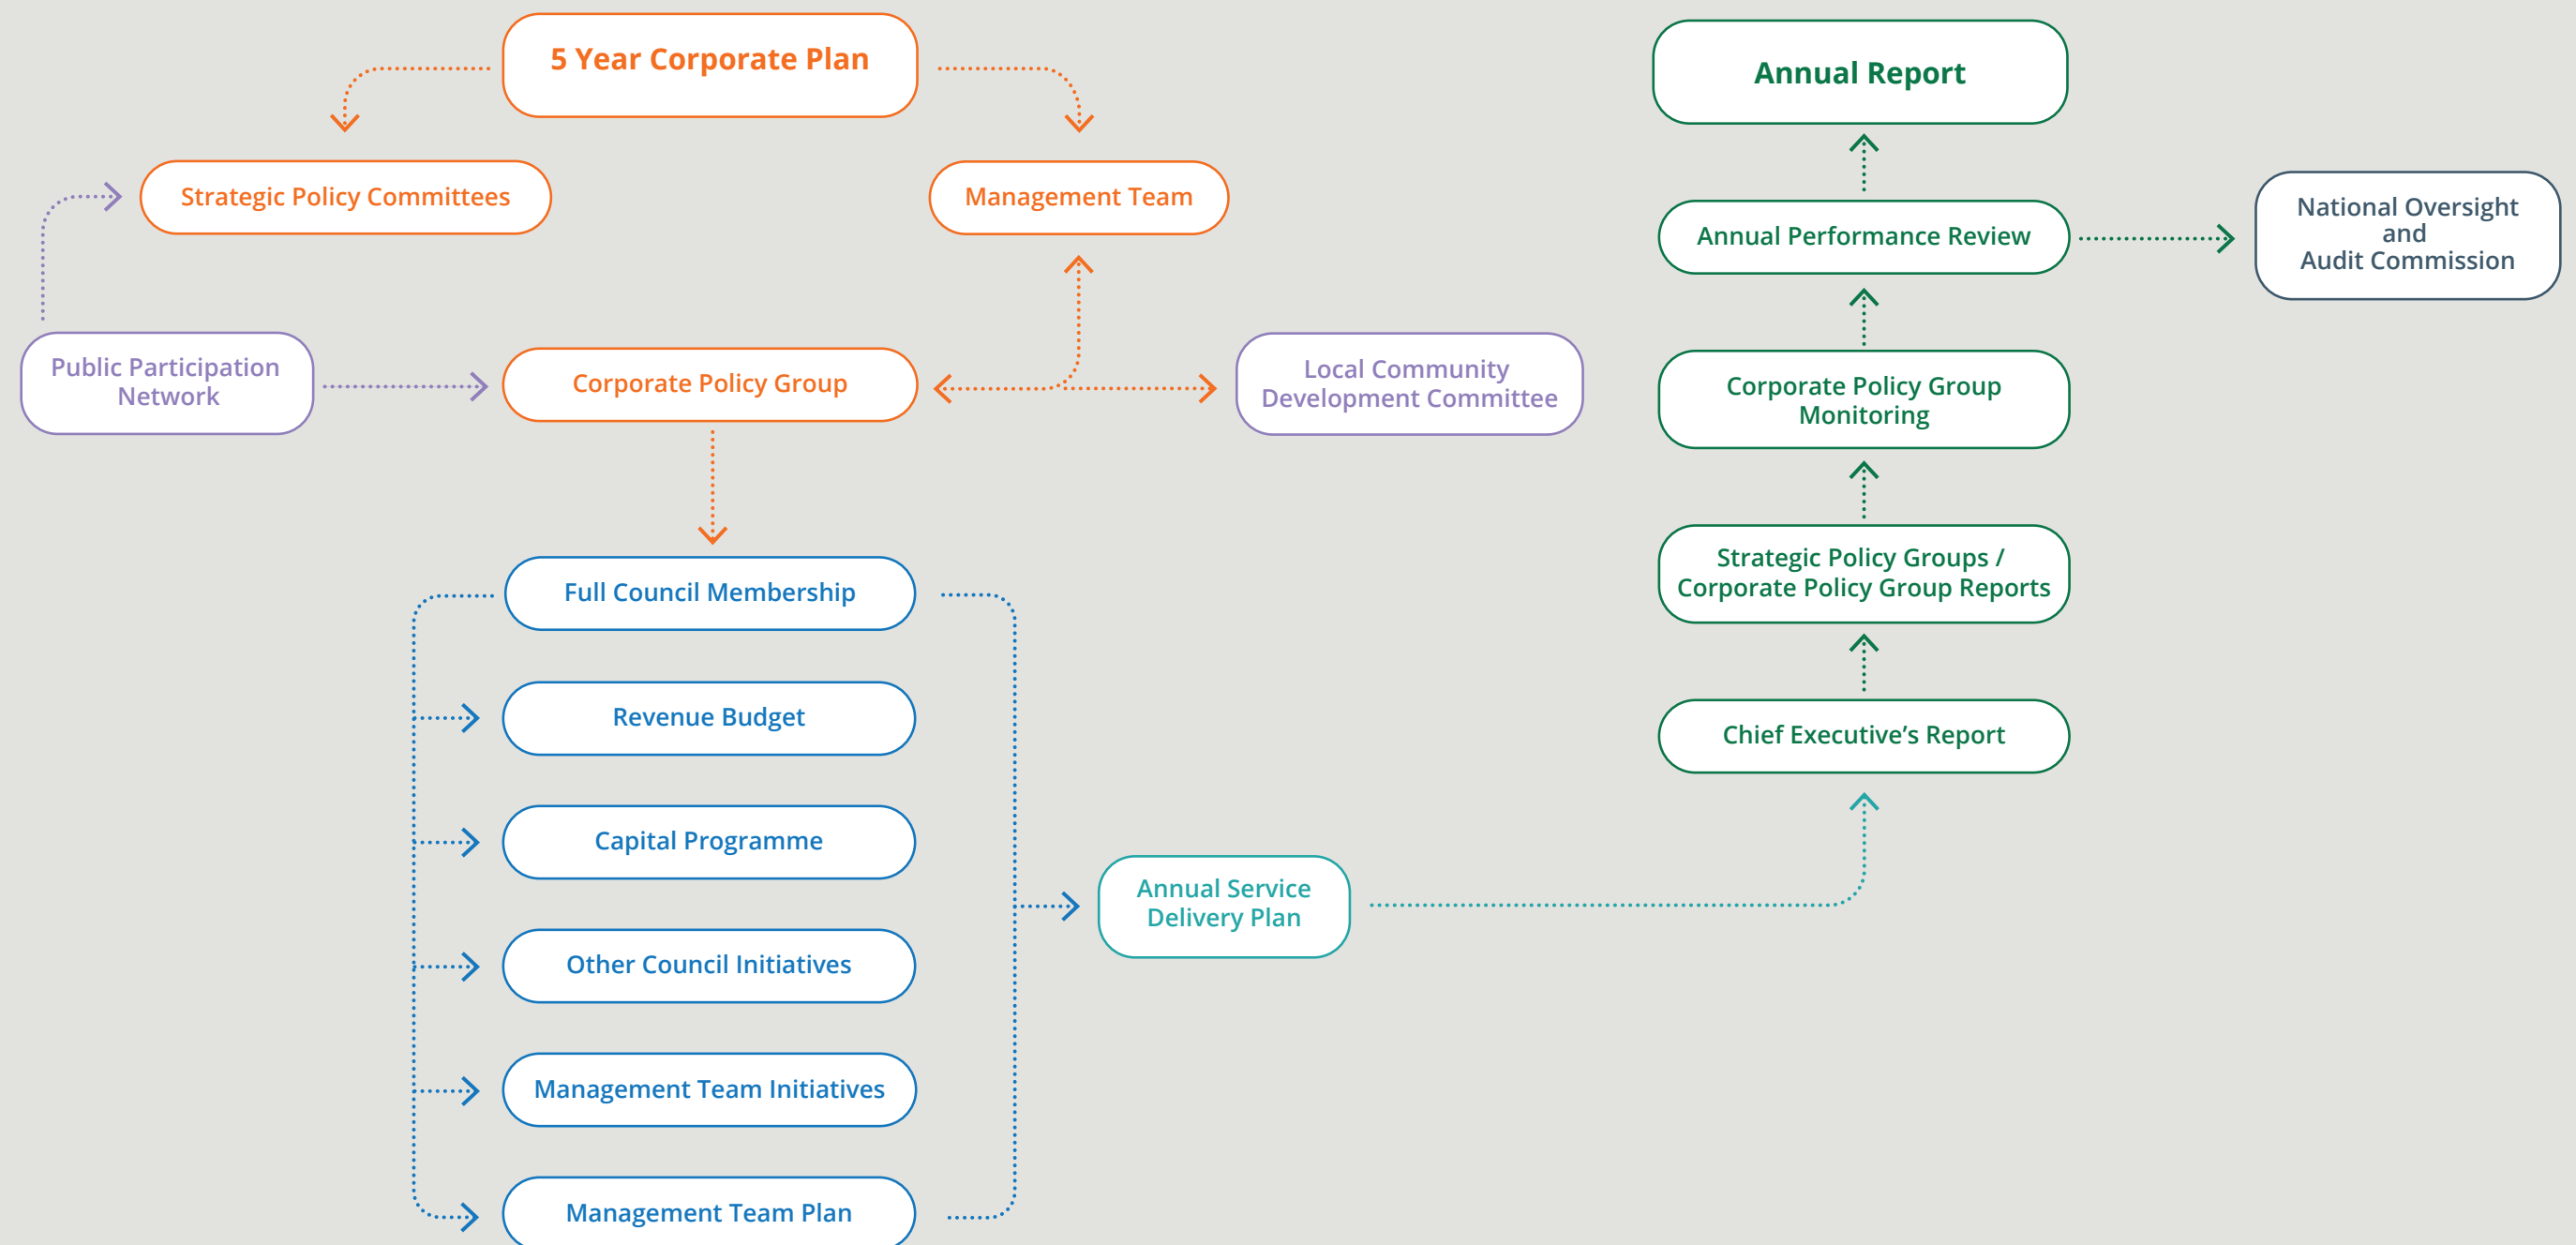 5 Year Corporate Plan
Strategic Policy Committees
Management Team
Public Participation
Network
Corporate Policy Group
Local Community
Development Committee
Full Council Membership
Revenue Budget
Capital Programme
Other Council Initiatives
Management Team Initiatives
Management Team Plan
Annual Service
Delivery Plan
Annual Report
Annual Performance Review
National Oversight
and
Audit Commission
Corporate Policy Group
Monitoring
Strategic Policy Groups /
Corporate Policy Group Reports
Chief Executive’s Report